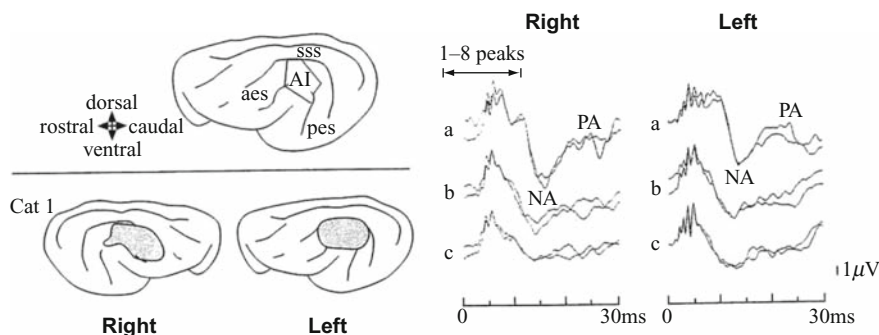 Right Left
1–8 peaks
sss
AI
aes
pes
dorsal
rostral caudal
ventral
a PA
NA
b
c
a PA
NA
b
c
Cat 1
Right Left
0 30ms
0 30ms
1μV